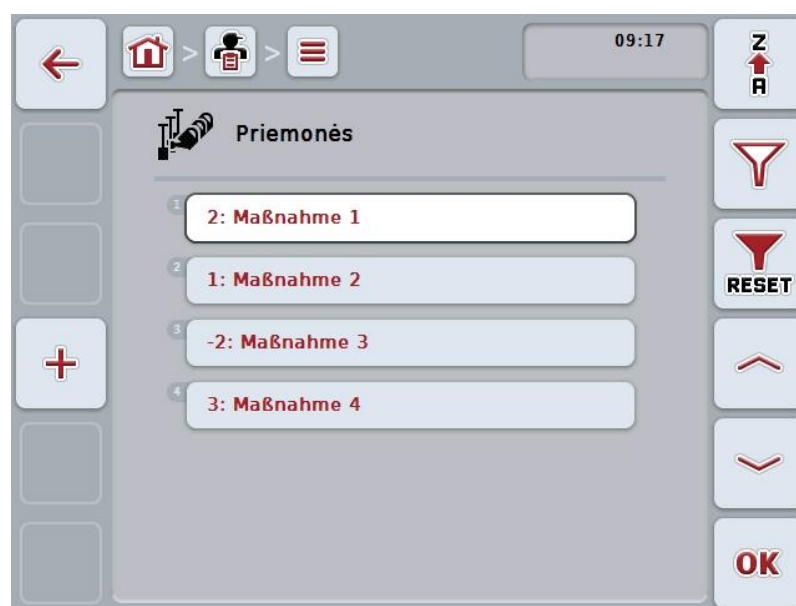 >
>
09:17
Z
A
Priemonės
1
2: Maßnahme 1
2
1: Maßnahme 2
3
-2: Maßnahme 3
4
3: Maßnahme 4
RESET
OK